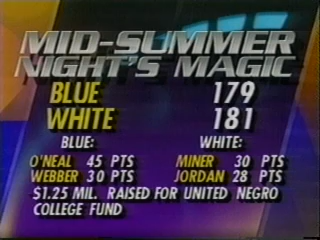 MID-SUMMER
NIGHT'S MAGIC
BLUE 179
WHITE 181
BLUE: WHITE:
O'NEAL 45 PTS MINER 30 PTS
WEBBER 30 PTS JORDAN 28 PTS
$1.25 MIL. RAISED FOR UNITED NEGRO
COLLEGE FUND